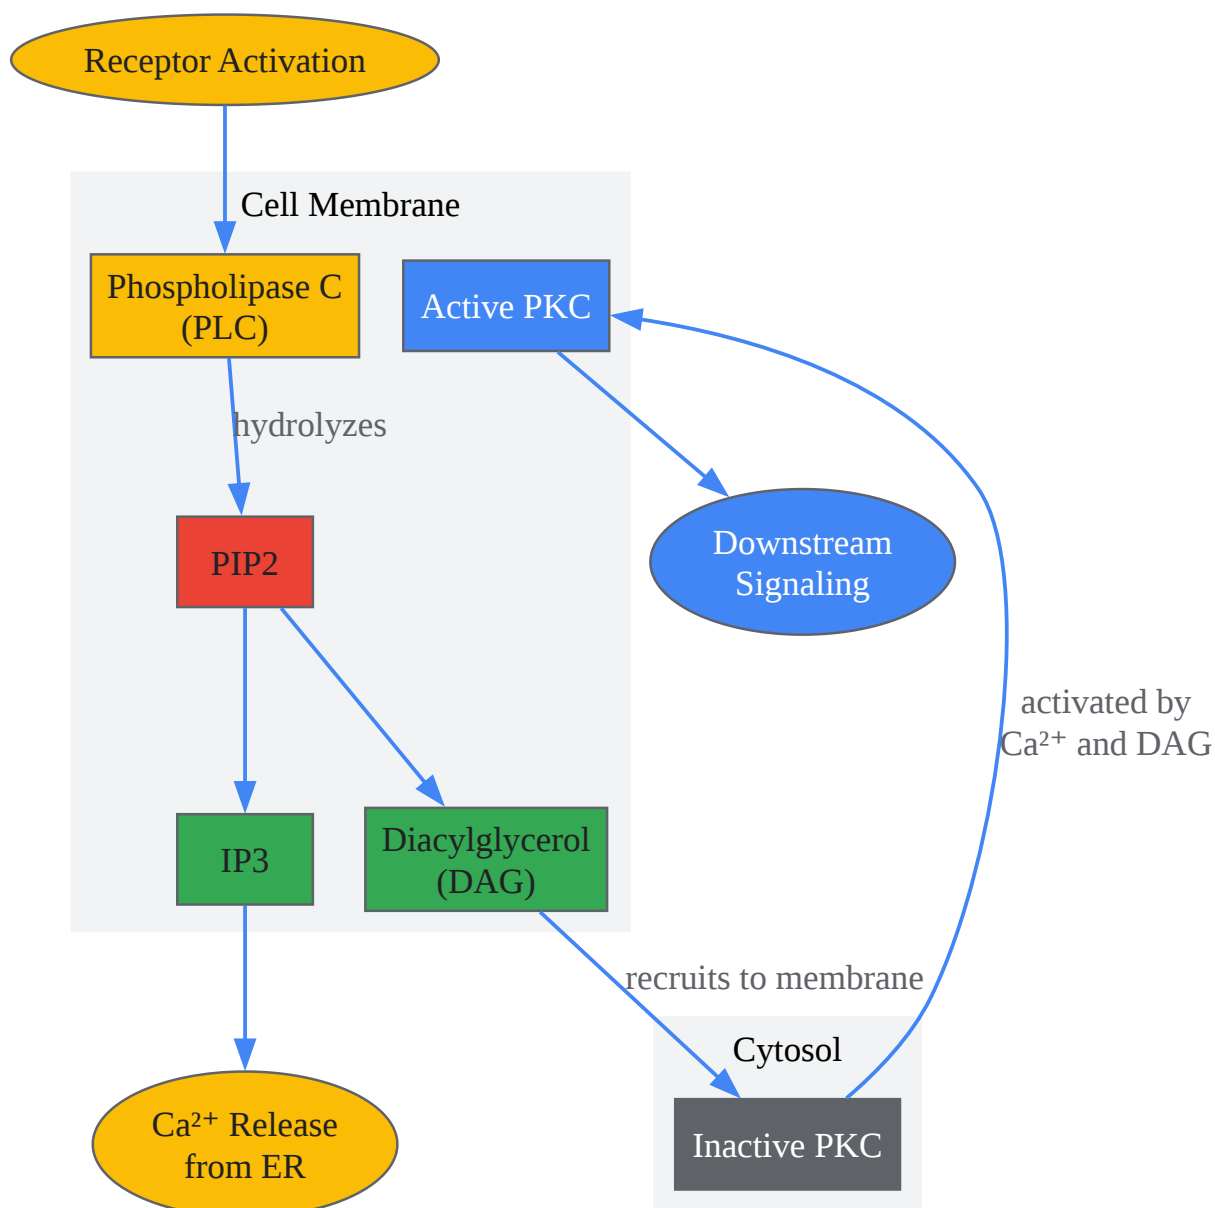 Receptor Activation
Cell Membrane
Phospholipase C
(PLC)
Active PKC
hydrolyzes
PIP2
Downstream
Signaling
activated by
Ca²⁺ and DAG
IP3
Diacylglycerol
(DAG)
recruits to membrane
Cytosol
Ca²⁺ Release
from ER
Inactive PKC